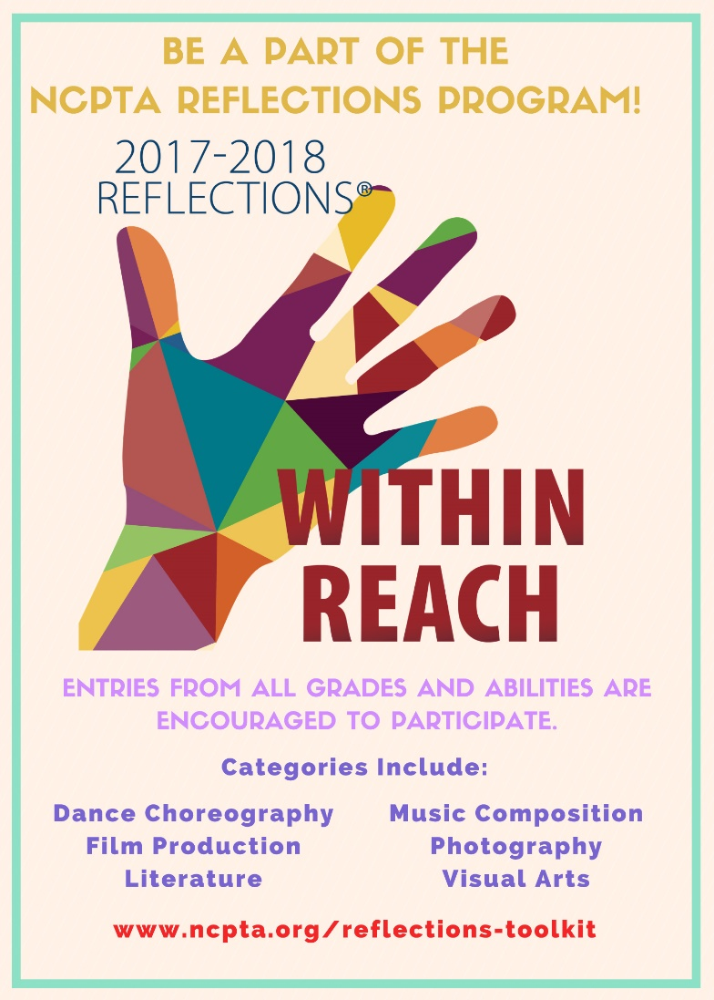 BE A PART OF THE
NCPTA REFLECTIONS PROGRAM!
2017-2018
REFLECTIONS®
WITHIN
REACH
ENTRIES FROM ALL GRADES AND ABILITIES ARE
ENCOURAGED TO PARTICIPATE.
Categories Include:
Dance Choreography
Film Production
Literature
Music Composition
Photography
Visual Arts
www.ncpta.org/reflections-toolkit